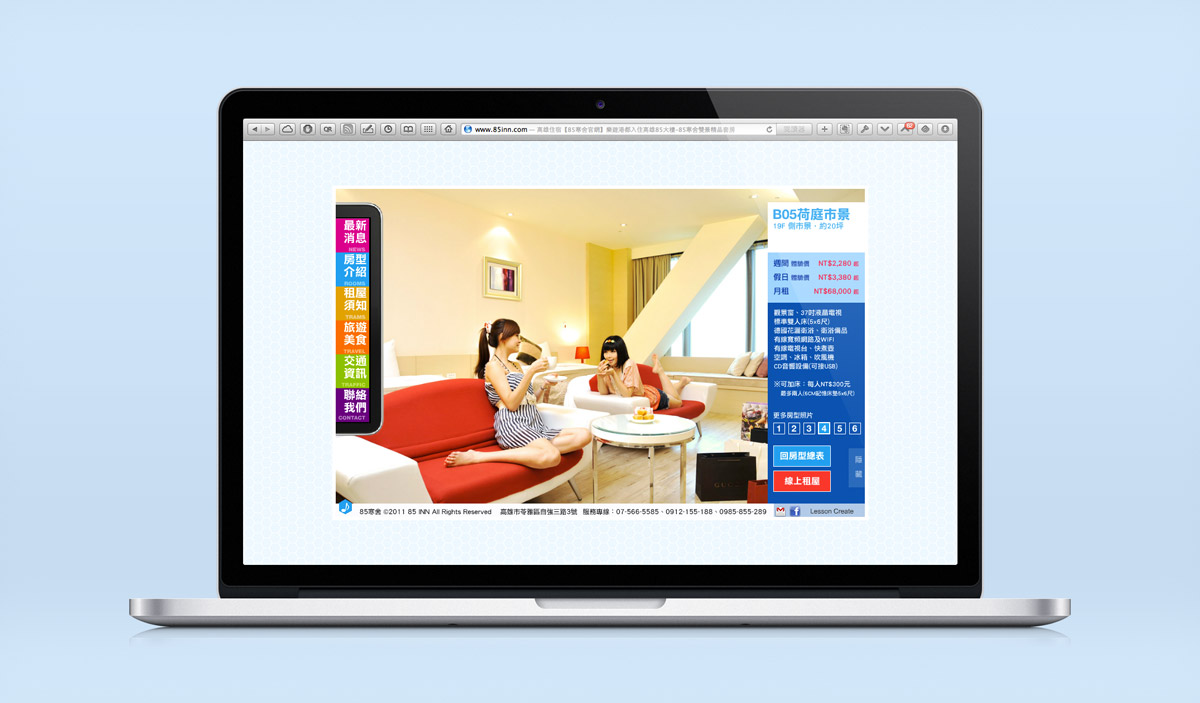 www.85inn.com — 高雄住宿【85寒舍官網】樂遊港都入住高雄85大樓-85寒舍雙景精品套房
最新
消息
NEWS
房型
介紹
ROOMS
租屋
須知
旅遊
美食
TRAVEL
交通
資訊
TRAFFIC
聯絡
我們
CONTACT
B05荷庭市景
19F 側市景，約20坪
週間 體驗價 NT$2,280 起
假日 體驗價 NT$3,380 起
月租 NT$68,000 起
觀景窗、37吋液晶電視
標準雙人床(5x6尺)
德國花灑衛浴、衛浴備品
有線寬頻網路及WiFi
有線電視台、快煮壺
空調、冰箱、吹風機
CD音響設備(可接USB)
※可加床：每人NT$300元
最多兩人(6CM記憶床墊5x6尺)
更多房型照片
1 2 3 4 5 6
回房型總表
線上租屋
隱
藏
GUCCI
85寒舍 ©2011 85 INN All Rights Reserved 高雄市苓雅區自強三路3號 服務專線：07-566-5585、0912-155-188、0985-855-289
Lesson Create